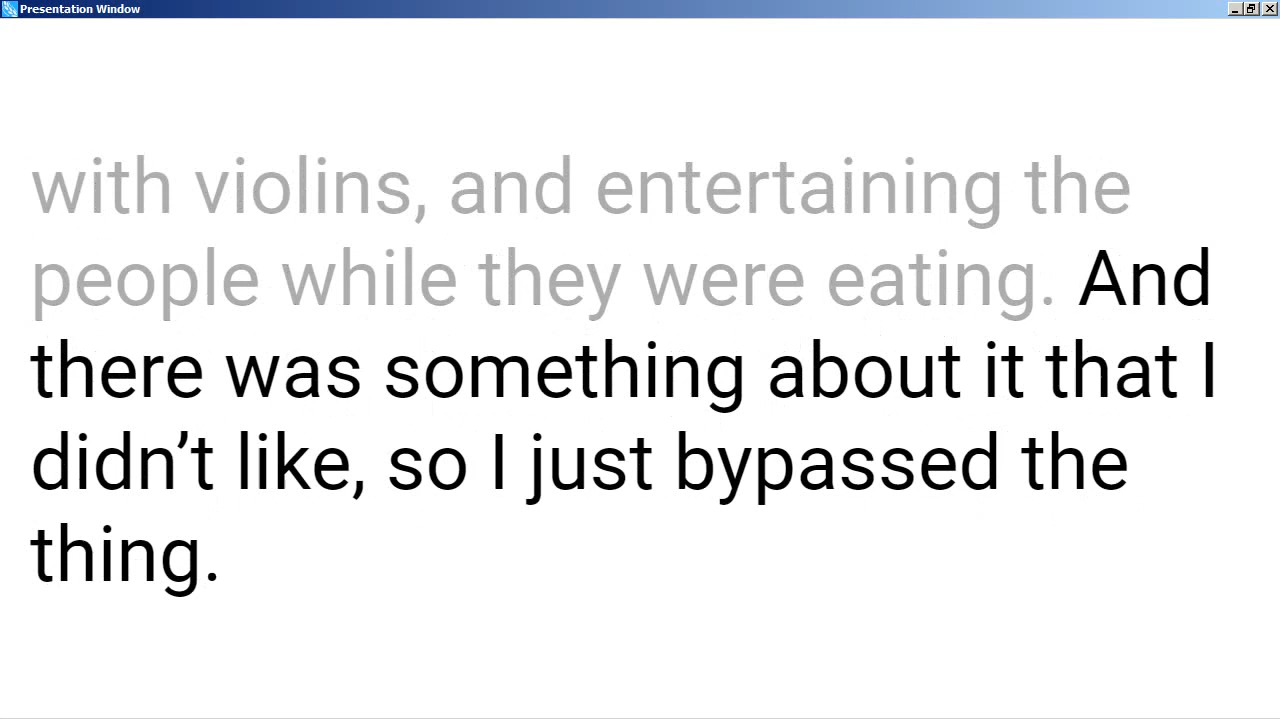 Presentation Window
with violins, and entertaining the
people while they were eating. And
there was something about it that I
didn’t like, so I just bypassed the
thing.